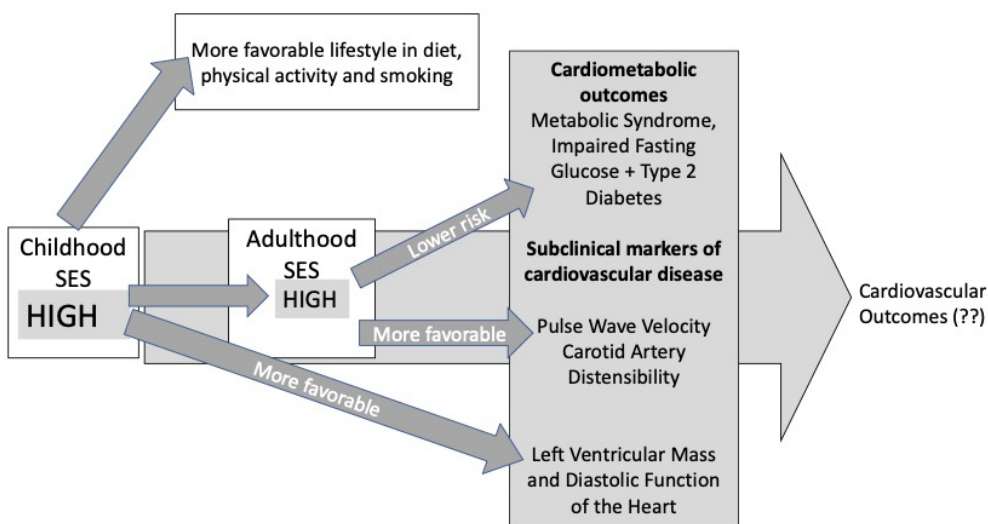 More favorable lifestyle in diet,
physical activity and smoking
Childhood
SES
HIGH
Adulthood
SES
HIGH
Lower risk
More favorable
More favorable
Cardiometabolic
outcomes
Metabolic Syndrome,
Impaired Fasting
Glucose + Type 2
Diabetes
Subclinical markers of
cardiovascular disease
Pulse Wave Velocity
Carotid Artery
Distensibility
Left Ventricular Mass
and Diastolic Function
of the Heart
Cardiovascular
Outcomes (??)